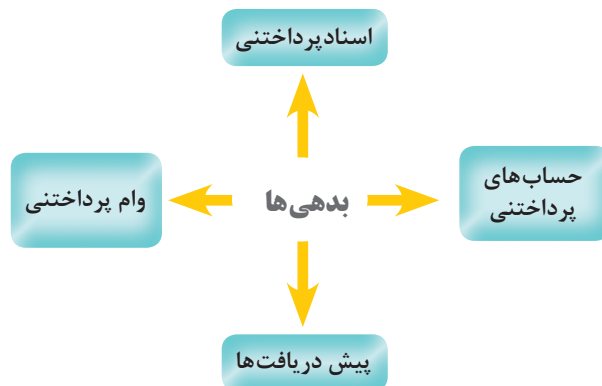 اسناد پرداختنی
حساب‌های
پرداختنی
بدهی‌ها
وام پرداختنی
پیش دریافت‌ها